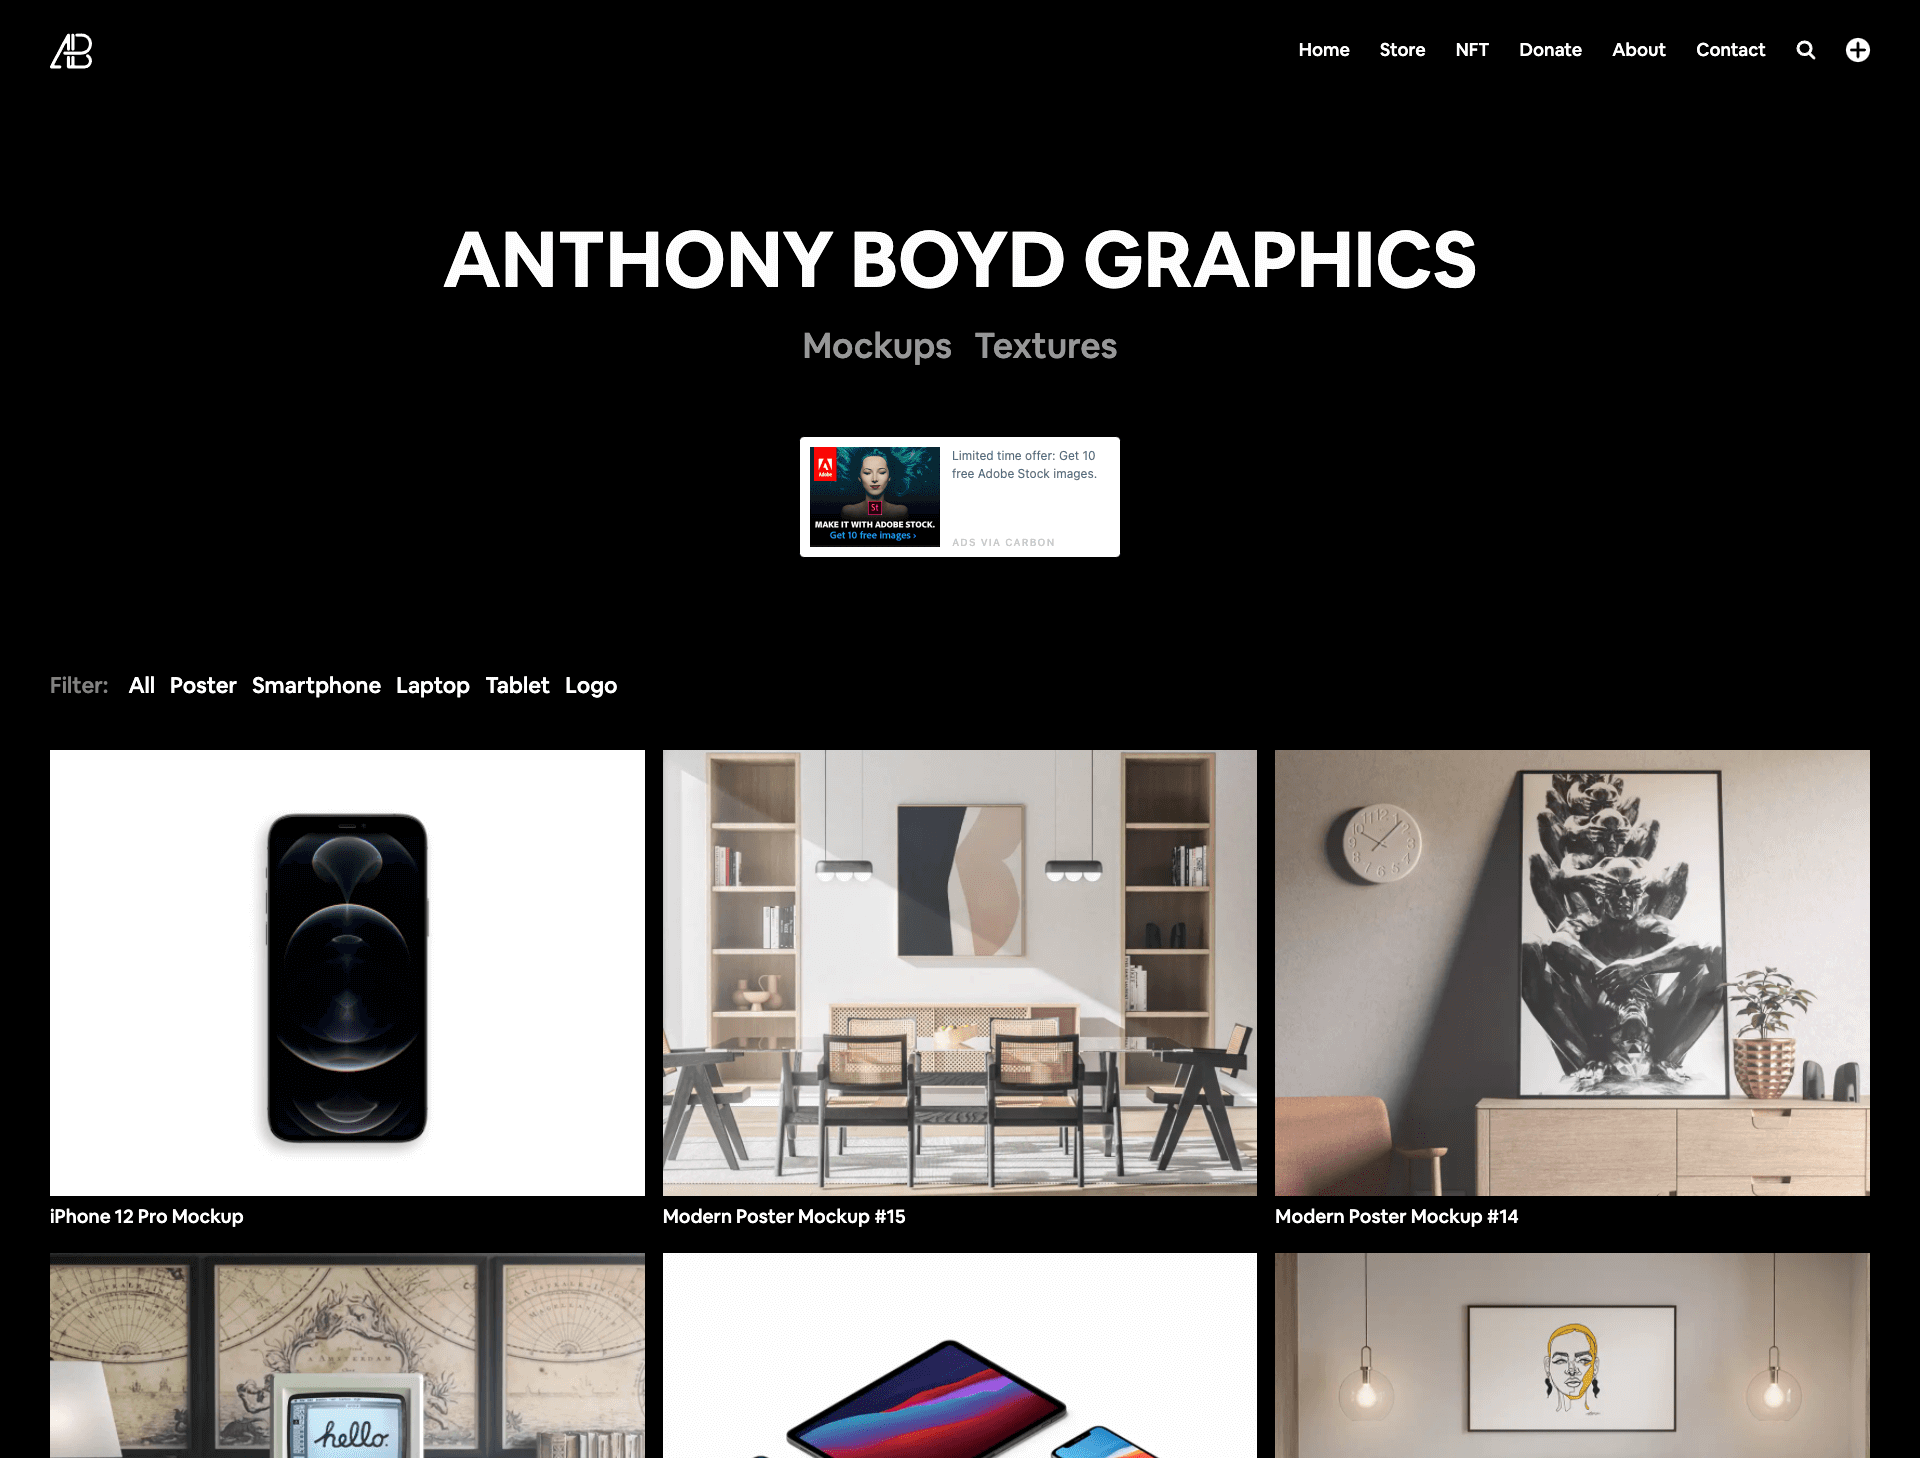 AB
Home Store NFT Donate About Contact
ANTHONY BOYD GRAPHICS
Mockups Textures
Adobe
St
MAKE IT WITH ADOBE STOCK.
Get 10 free images ›
Limited time offer: Get 10
free Adobe Stock images.
ADS VIA CARBON
Filter: All Poster Smartphone Laptop Tablet Logo
iPhone 12 Pro Mockup
Modern Poster Mockup #15
Modern Poster Mockup #14
hello.